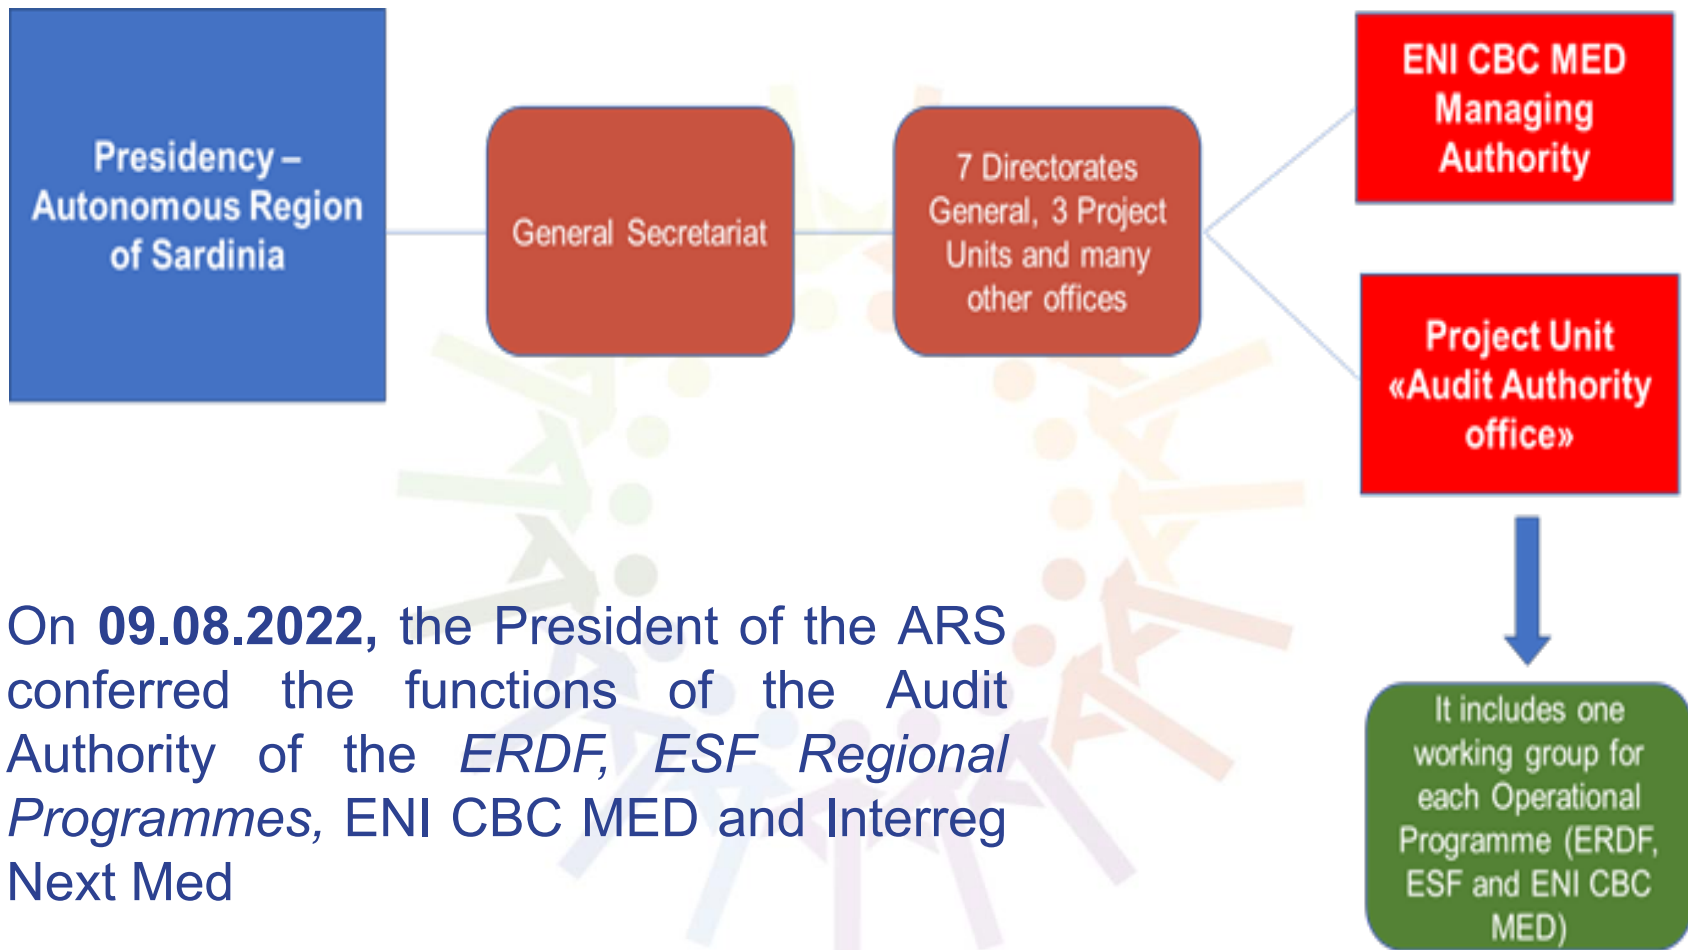 Presidency –
Autonomous Region
of Sardinia
General Secretariat
7 Directorates
General, 3 Project
Units and many
other offices
ENI CBC MED
Managing
Authority
Project Unit
«Audit Authority
office»
It includes one
working group for
each Operational
Programme (ERDF,
ESF and ENI CBC
MED)
On 09.08.2022, the President of the ARS
conferred the functions of the Audit
Authority of the ERDF, ESF Regional
Programmes, ENI CBC MED and Interreg
Next Med